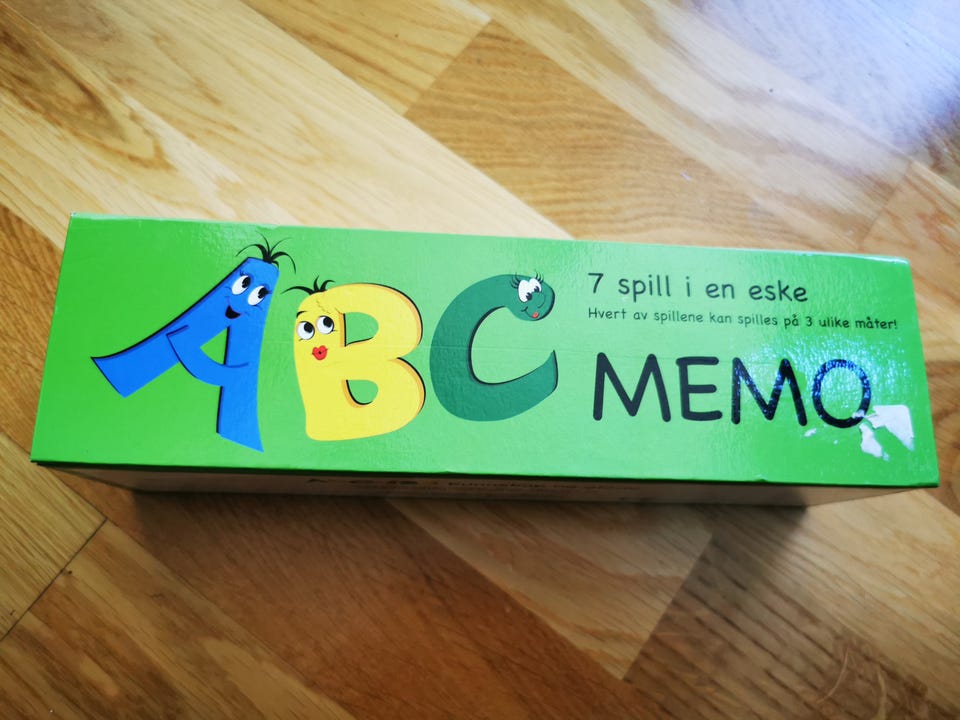 ABC
7 spill i en eske
Hvert av spillene kan spilles på 3 ulike måter!
MEMO